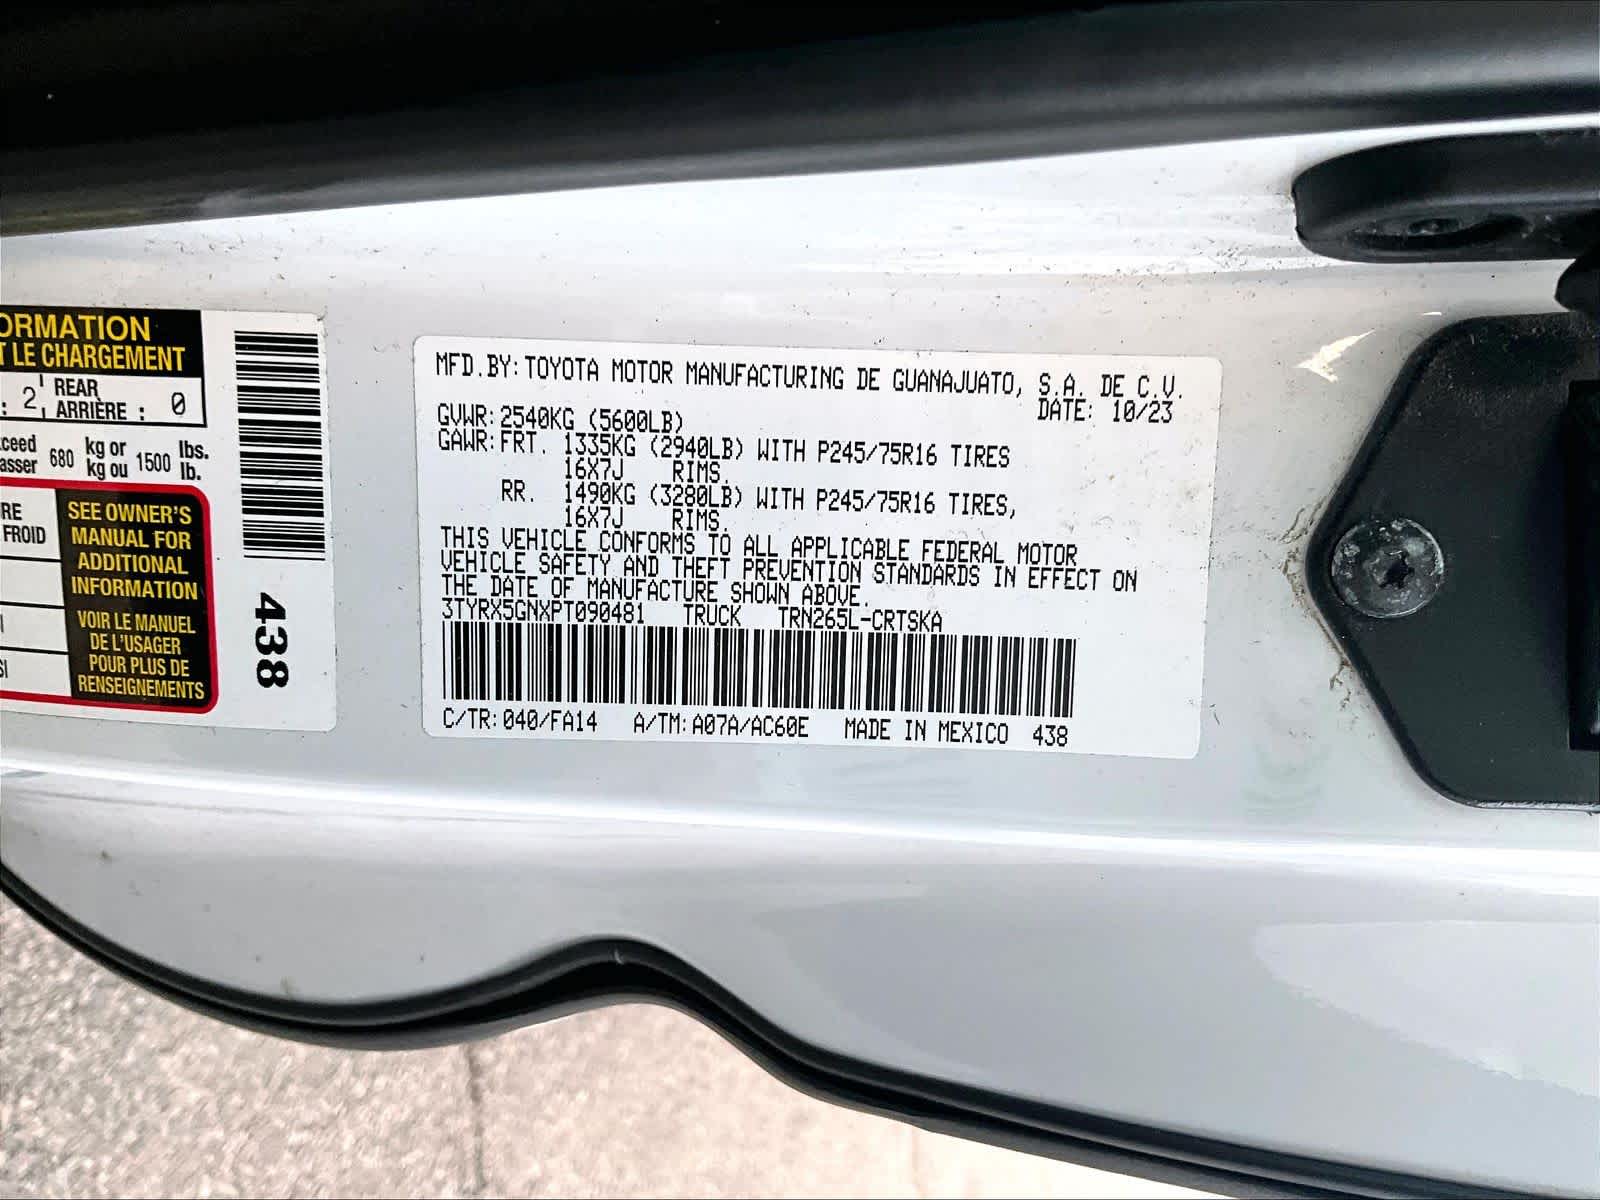 ORMATION
T LE CHARGEMENT
: 2 REAR
ARRIÈRE : 0
xceed 680 kg or 1500 lbs.
asser kg ou lb.
RE
FROID
SI
SEE OWNER'S
MANUAL FOR
ADDITIONAL
INFORMATION
VOIR LE MANUEL
DE L'USAGER
POUR PLUS DE
RENSEIGNEMENTS
438
MFD.BY: TOYOTA MOTOR MANUFACTURING DE GUANAJUATO, S.A. DE C.V.
DATE: 10/23
GVWR: 2540KG (5600LB)
GAWR: FRT. 1335KG (2940LB) WITH P245/75R16 TIRES
16X7J RIMS.
RR. 1490KG (3280LB) WITH P245/75R16 TIRES,
16X7J RIMS.
THIS VEHICLE CONFORMS TO ALL APPLICABLE FEDERAL MOTOR
VEHICLE SAFETY AND THEFT PREVENTION STANDARDS IN EFFECT ON
THE DATE OF MANUFACTURE SHOWN ABOVE.
3TYRX5GNXPT090481 TRUCK TRN265L-CRTSKA
C/TR: 040/FA14 A/TM: A07A/AC60E MADE IN MEXICO 438